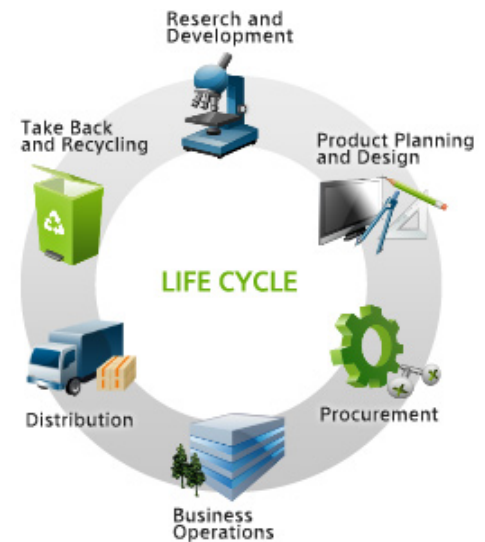 Reserch and
Development
Product Planning
and Design
Procurement
Business
Operations
Distribution
Take Back
and Recycling
LIFE CYCLE